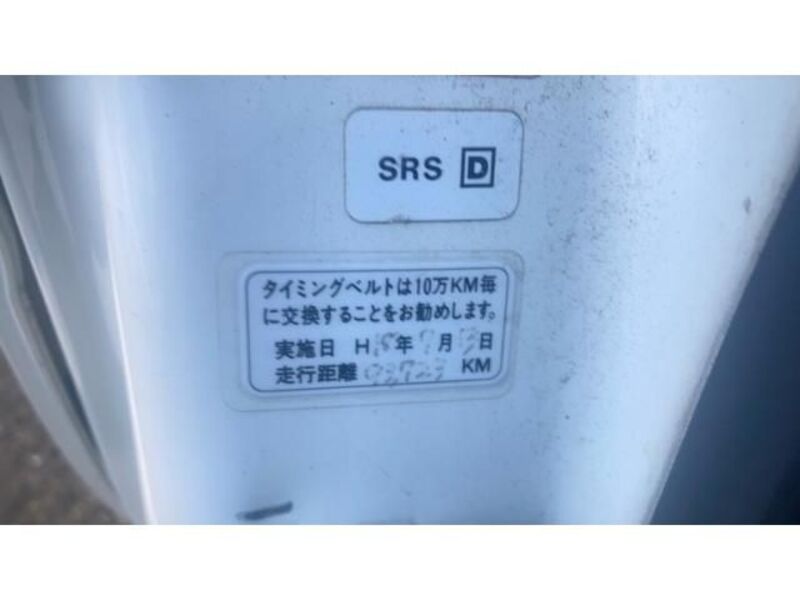 SRS D
タイミングベルトは10万KM毎
に交換することをお勧めします。
実施日 H 年 7月 日
走行距離 93723 KM